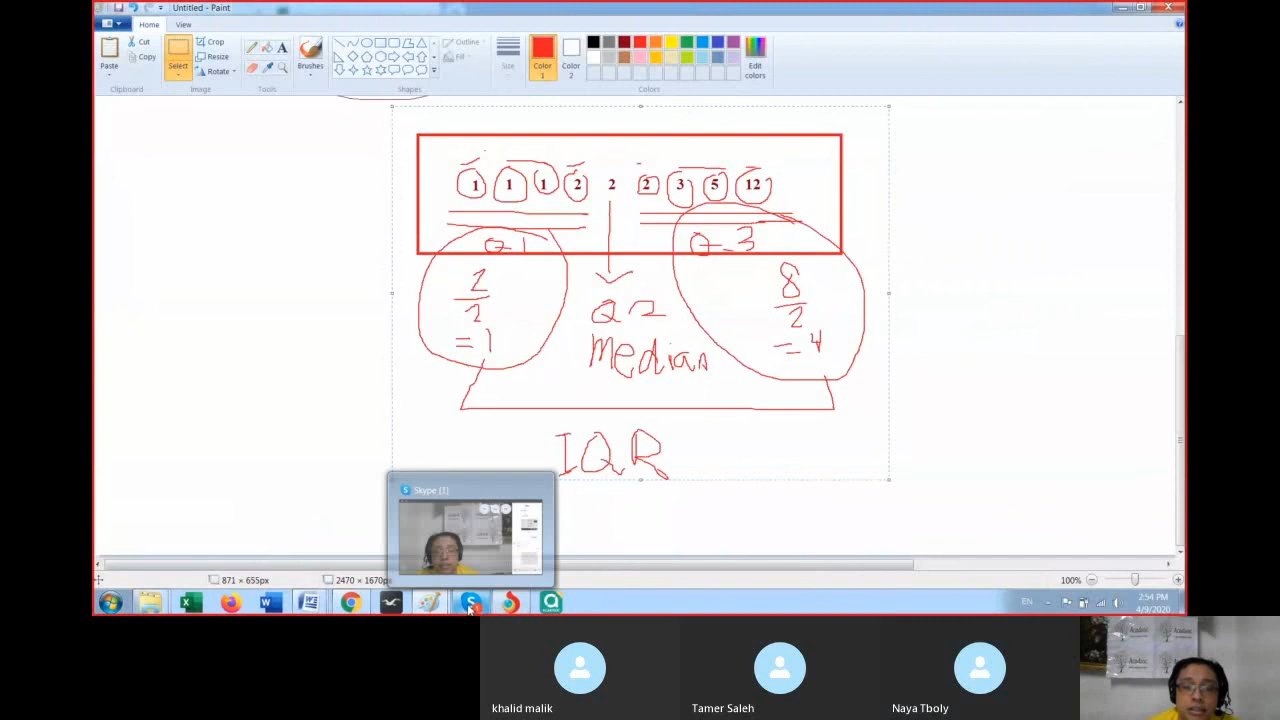 Untitled - Paint
Home View
Paste
Cut
Copy
Clipboard
Select
Crop
Resize
Rotate
Image
A
Tools
Brushes
Shapes
Outline
Fill
Size
Color 1
Color 2
Edit colors
Colors
1 1 1 2 2 2 3 5 12
Q1
Q3
2
2
= 1
Q2
Median
8
2
= 4
IQR
Skype [1]
871 × 655px
2470 × 1670px
100%
EN
2:54 PM
4/9/2020
khalid malik
Tamer Saleh
Naya Tboly